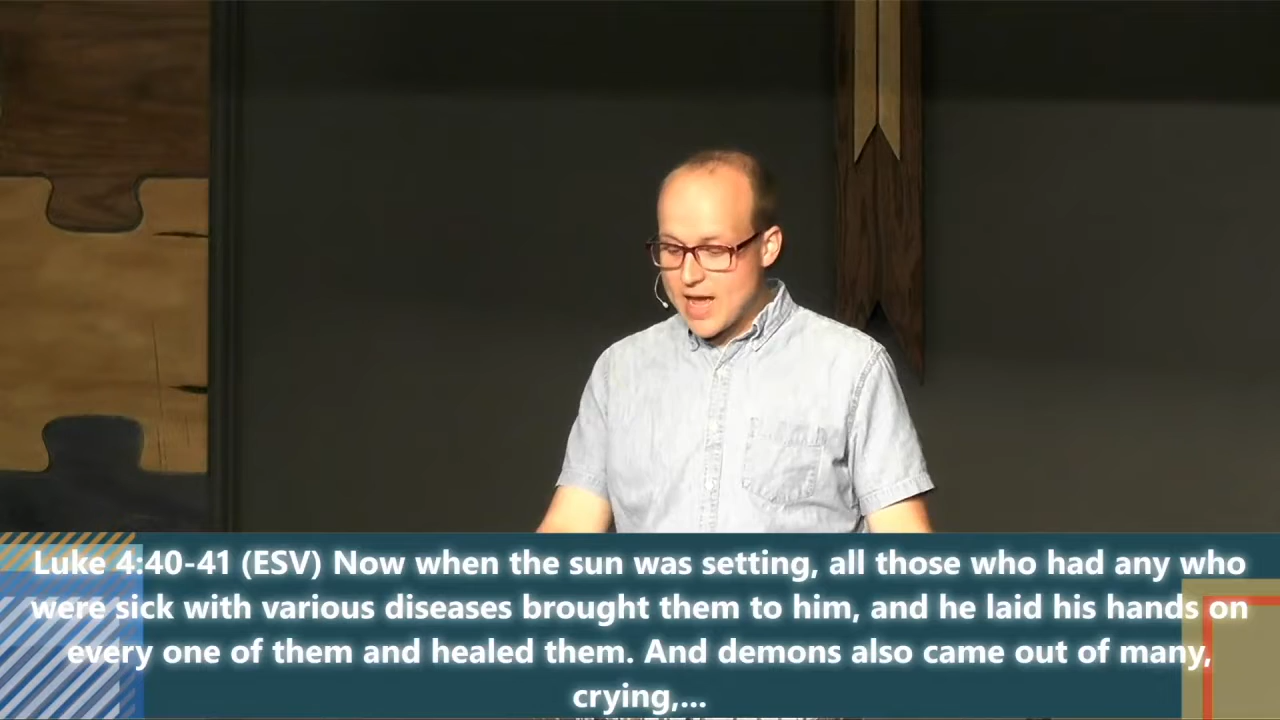 Luke 4:40-41 (ESV) Now when the sun was setting, all those who had any who
were sick with various diseases brought them to him, and he laid his hands on
every one of them and healed them. And demons also came out of many,
crying,...